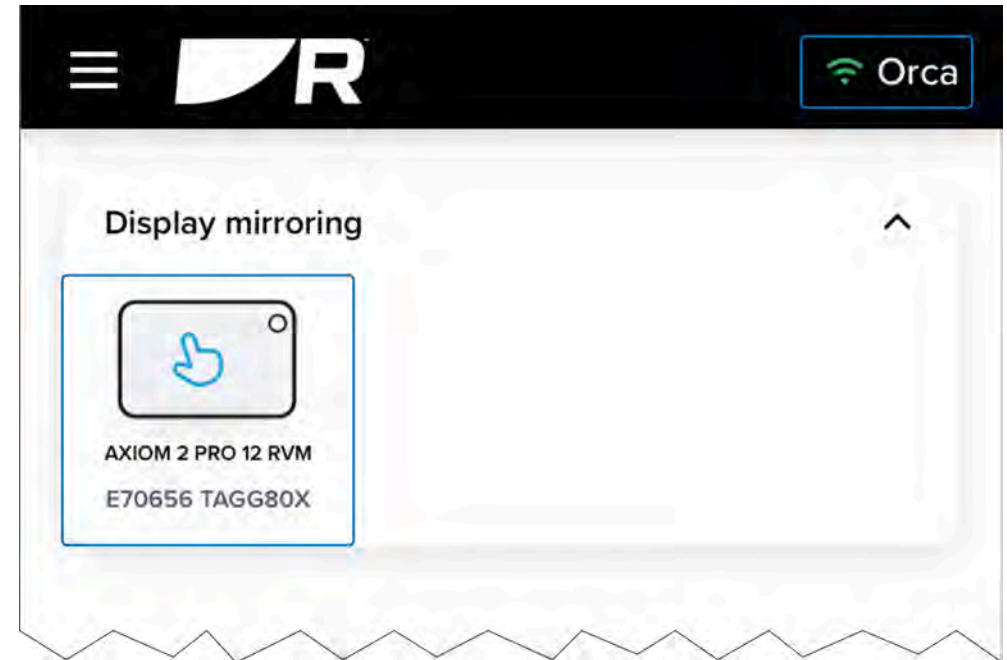 R
Orca
Display mirroring
AXIOM 2 PRO 12 RVM
E70656 TAGG80X